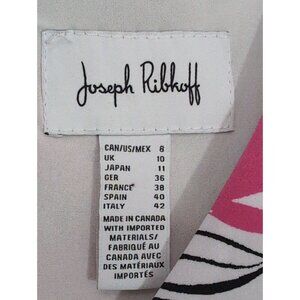 Joseph Ribkoff
CAN/US/MEX 8
UK 10
JAPAN 11
GER 36
FRANCE 38
SPAIN 40
ITALY 42
MADE IN CANADA
WITH IMPORTED
MATERIALS/
FABRIQUÉ AU
CANADA AVEC
DES MATÉRIAUX
IMPORTÉS